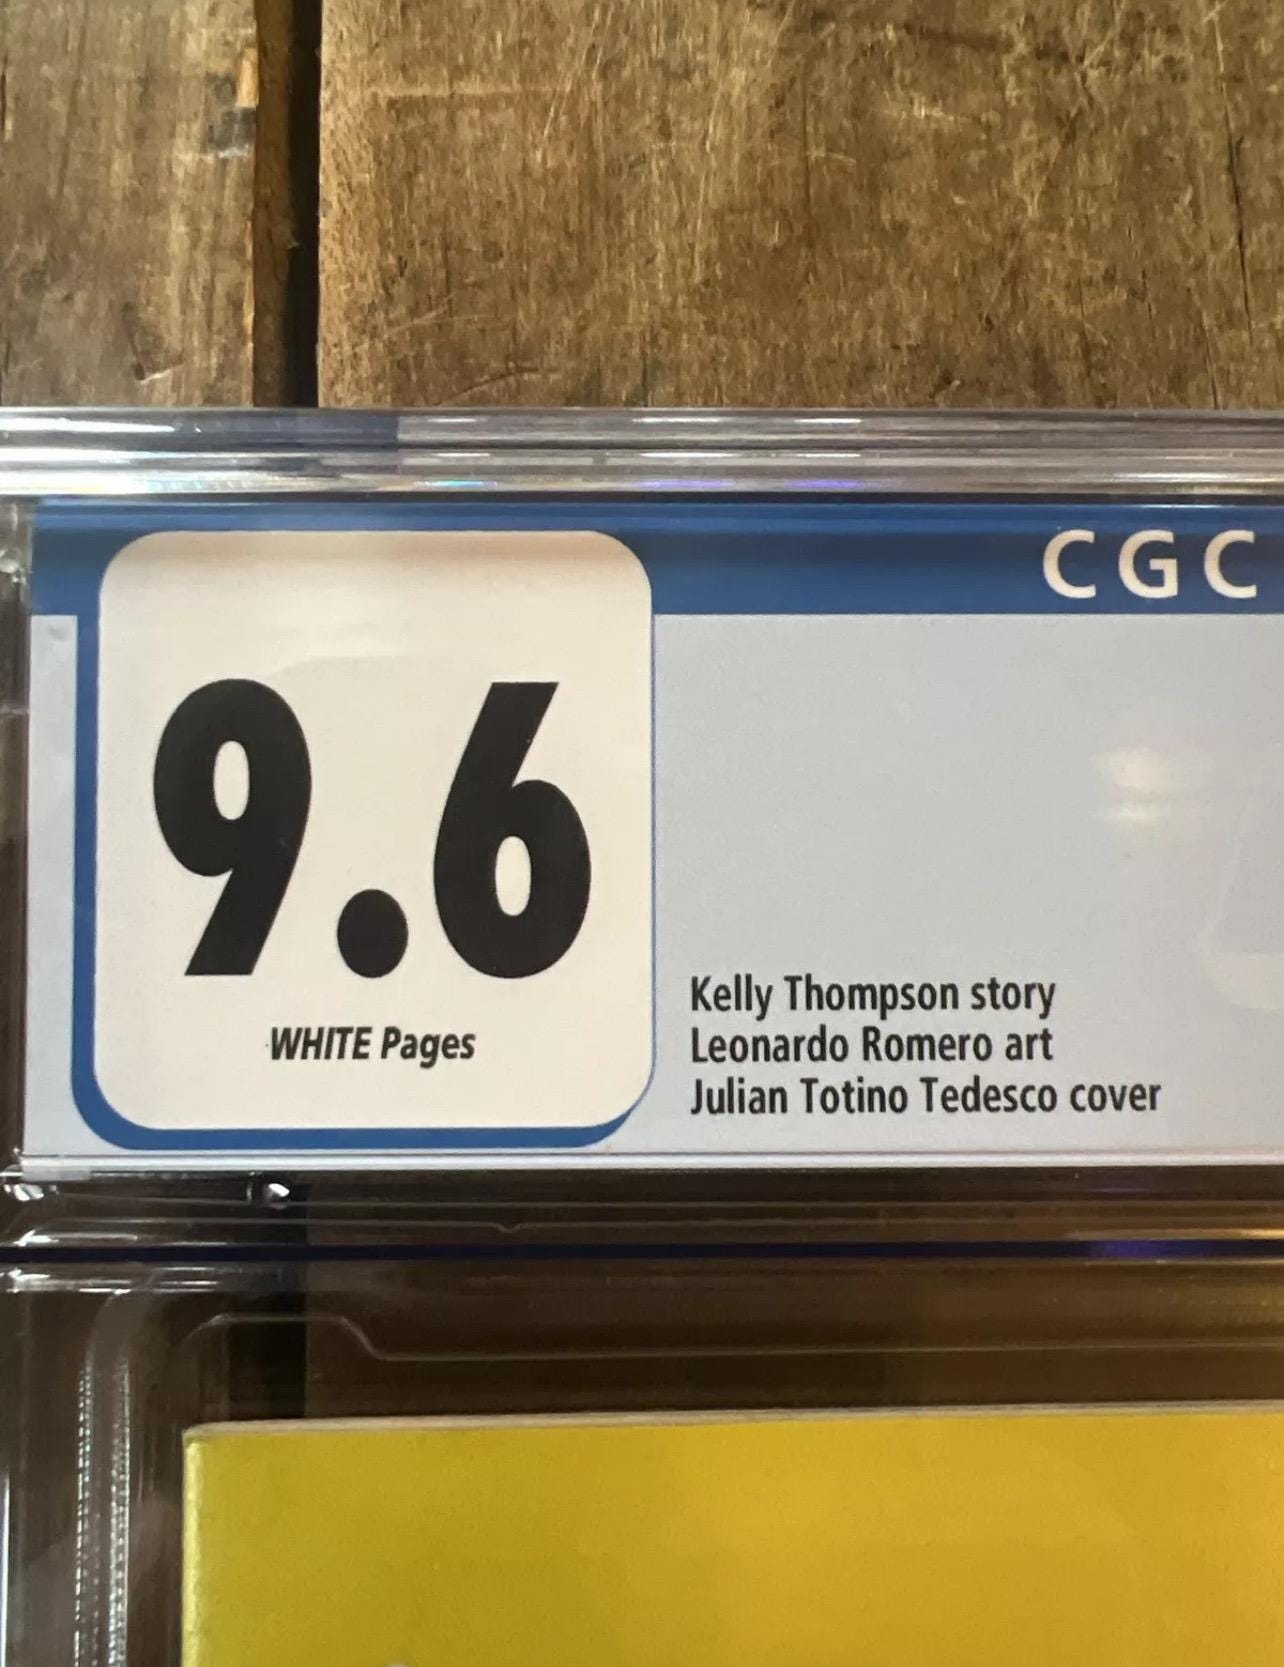 CGC
9.6
WHITE Pages
Kelly Thompson story
Leonardo Romero art
Julian Totino Tedesco cover